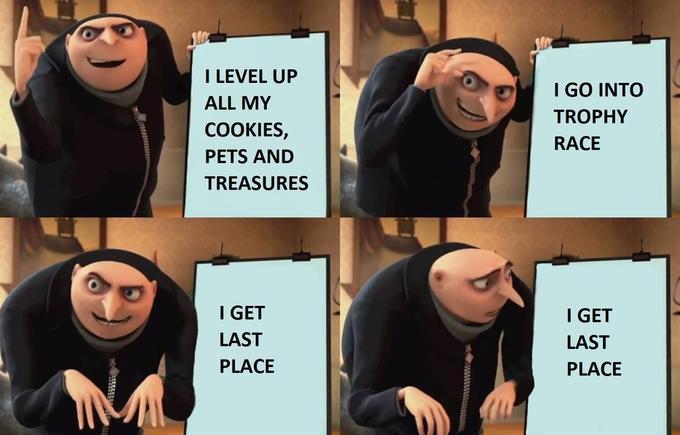 I LEVEL UP
ALL MY
COOKIES,
PETS AND
TREASURES
I GO INTO
TROPHY
RACE
I GET
LAST
PLACE
I GET
LAST
PLACE